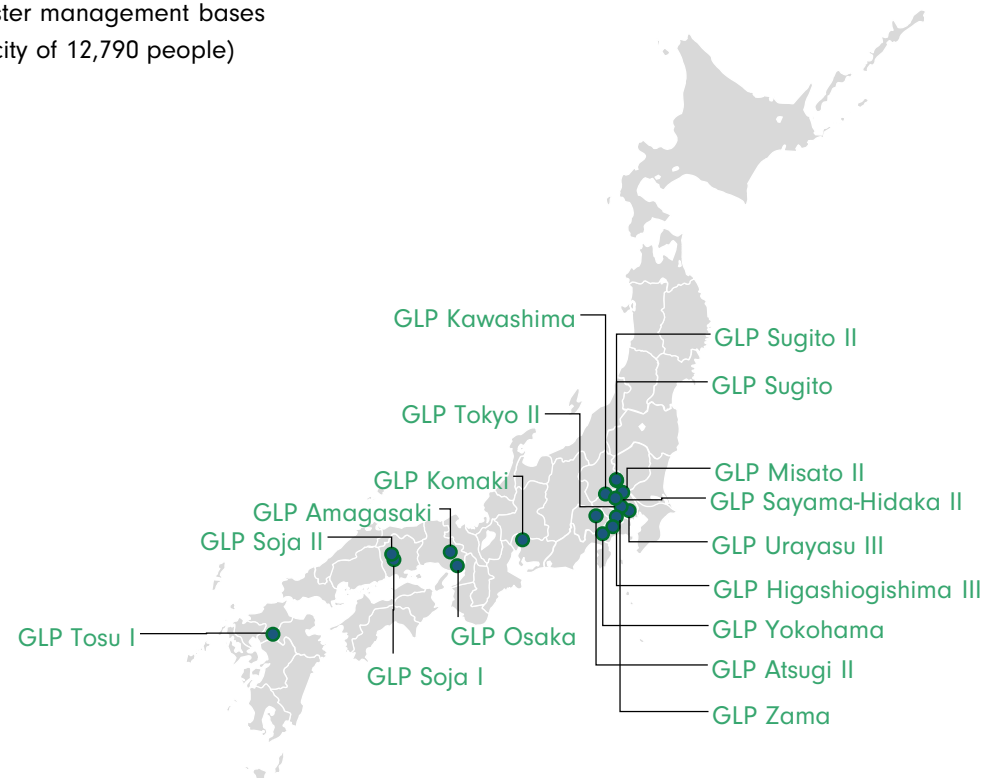 management bases
of 12,790 people)
GLP Kawashima
GLP Sugito II
GLP Sugito
GLP Tokyo II
GLP Misato II
GLP Komaki
GLP Sayama-Hidaka II
GLP Amagasaki
GLP Soja II
GLP Urayasu III
GLP Higashiogishima III
GLP Tosu I
GLP Osaka
GLP Yokohama
GLP Atsugi II
GLP Soja I
GLP Zama